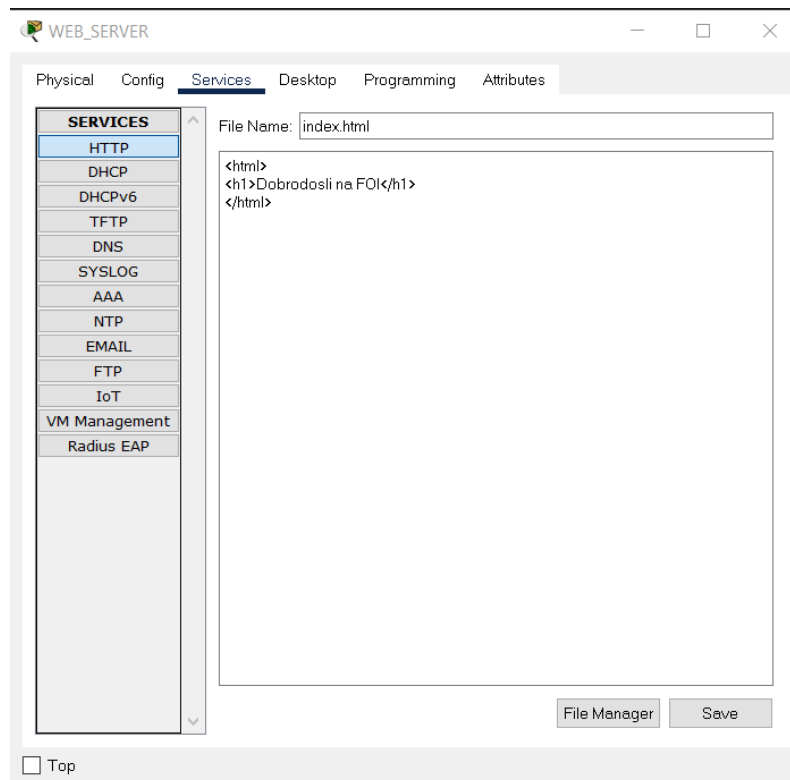 WEB_SERVER
Physical Config Services Desktop Programming Attributes
SERVICES
HTTP
DHCP
DHCPv6
TFTP
DNS
SYSLOG
AAA
NTP
EMAIL
FTP
IoT
VM Management
Radius EAP
File Name: index.html
<html>
<h1>Dobrodosli na FOI</h1>
</html>
File Manager Save
Top